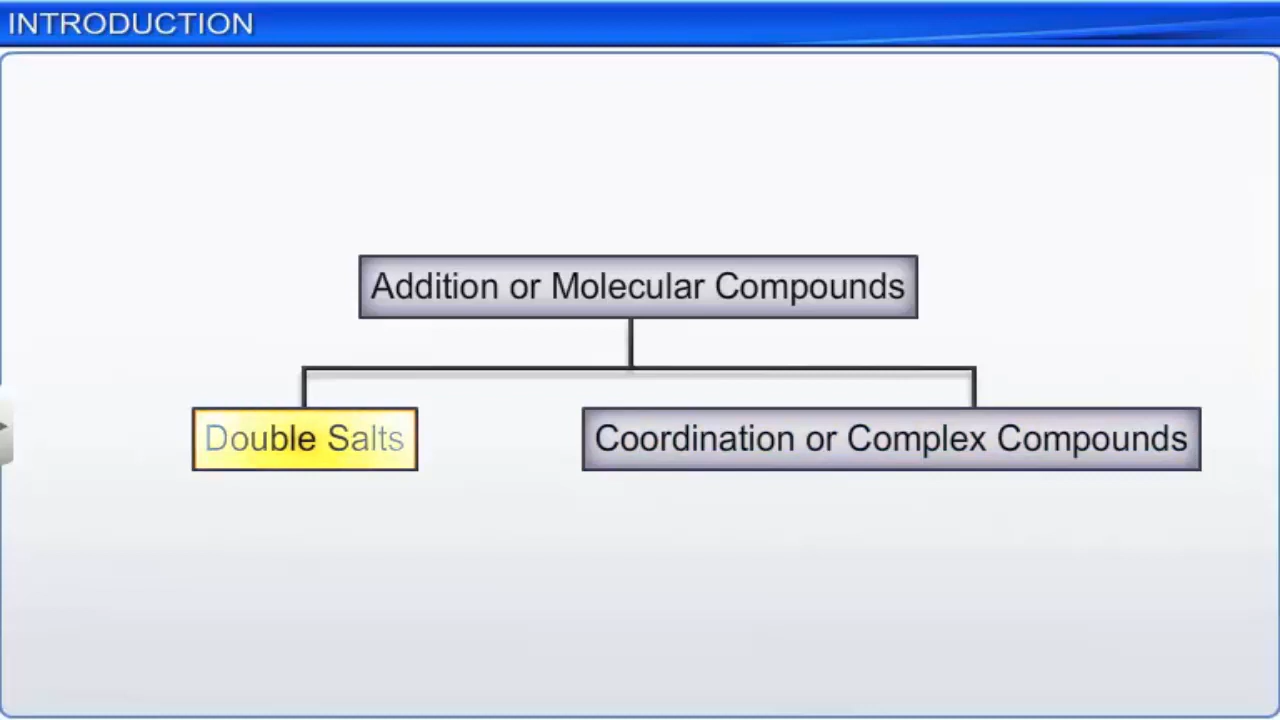 INTRODUCTION
Addition or Molecular Compounds
Double Salts
Coordination or Complex Compounds